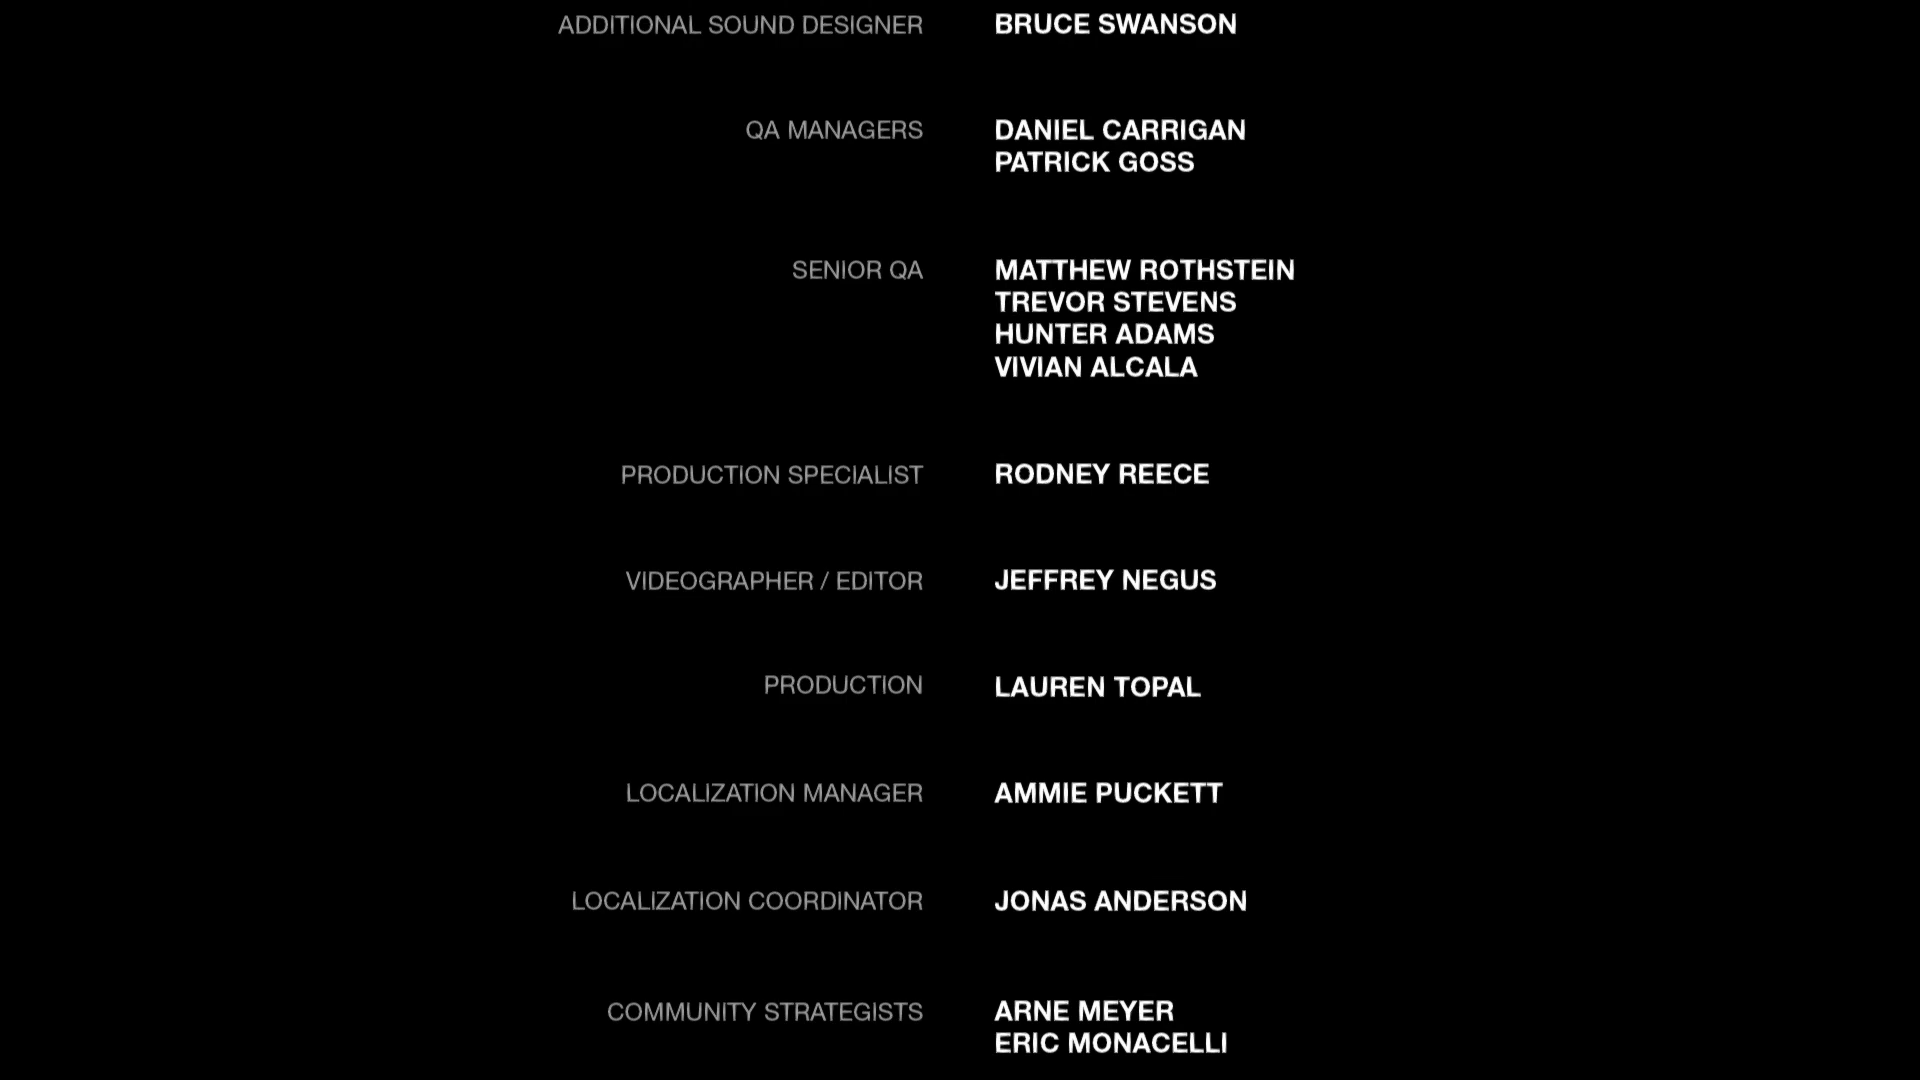 ADDITIONAL SOUND DESIGNER BRUCE SWANSON
QA MANAGERS DANIEL CARRIGAN
PATRICK GOSS
SENIOR QA MATTHEW ROTHSTEIN
TREVOR STEVENS
HUNTER ADAMS
VIVIAN ALCALA
PRODUCTION SPECIALIST RODNEY REECE
VIDEOGRAPHER / EDITOR JEFFREY NEGUS
PRODUCTION LAUREN TOPAL
LOCALIZATION MANAGER AMMIE PUCKETT
LOCALIZATION COORDINATOR JONAS ANDERSON
COMMUNITY STRATEGISTS ARNE MEYER
ERIC MONACELLI